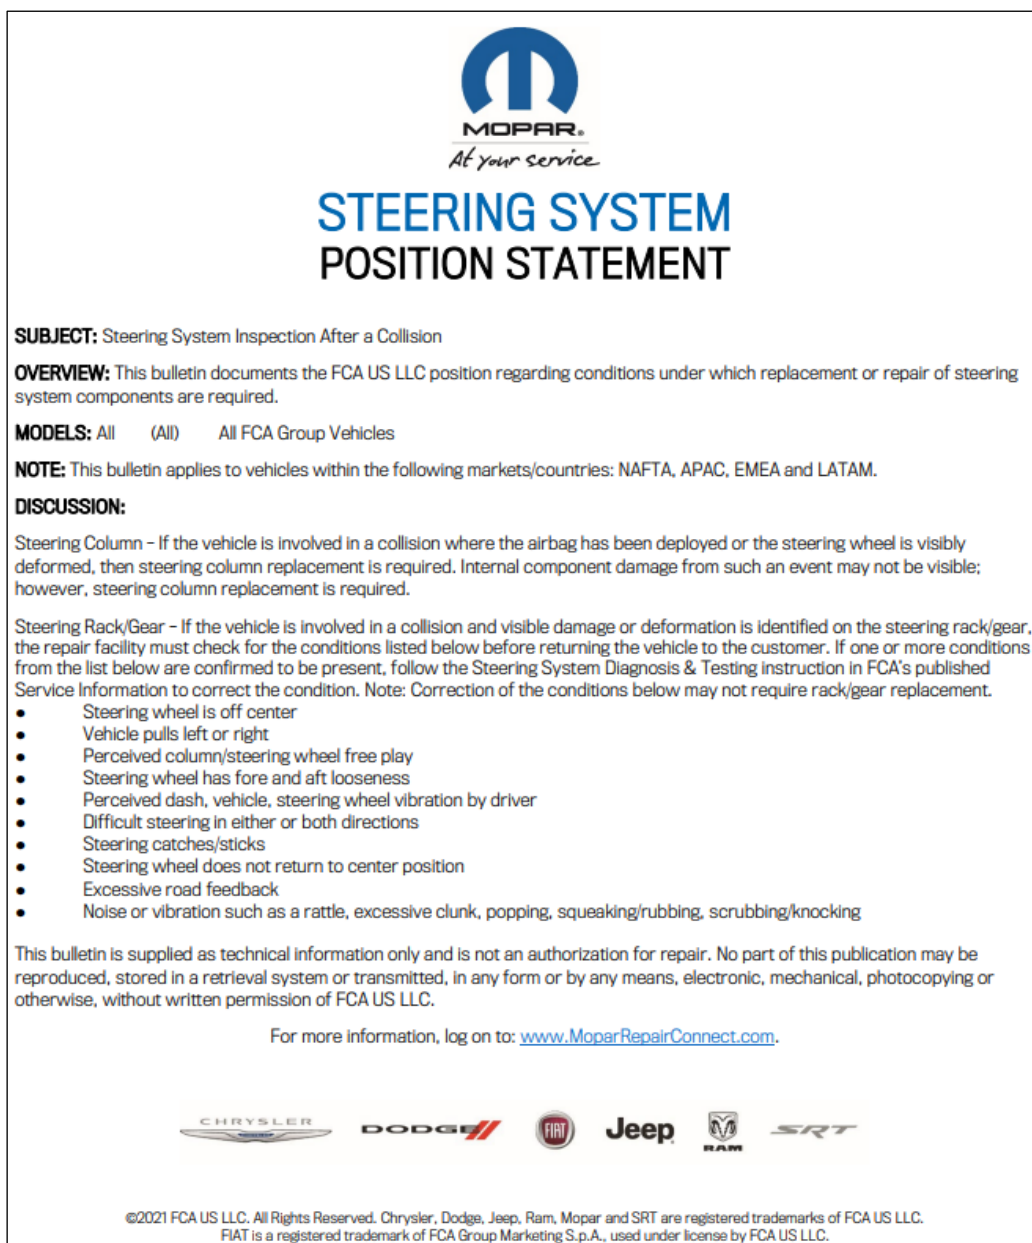 MOPAR®
At your service
STEERING SYSTEM
POSITION STATEMENT
SUBJECT: Steering System Inspection After a Collision
OVERVIEW: This bulletin documents the FCA US LLC position regarding conditions under which replacement or repair of steering
system components are required.
MODELS: All (All) All FCA Group Vehicles
NOTE: This bulletin applies to vehicles within the following markets/countries: NAFTA, APAC, EMEA and LATAM.
DISCUSSION:
Steering Column – If the vehicle is involved in a collision where the airbag has been deployed or the steering wheel is visibly
deformed, then steering column replacement is required. Internal component damage from such an event may not be visible;
however, steering column replacement is required.
Steering Rack/Gear – If the vehicle is involved in a collision and visible damage or deformation is identified on the steering rack/gear,
the repair facility must check for the conditions listed below before returning the vehicle to the customer. If one or more conditions
from the list below are confirmed to be present, follow the Steering System Diagnosis & Testing instruction in FCA's published
Service Information to correct the condition. Note: Correction of the conditions below may not require rack/gear replacement.
● Steering wheel is off center
● Vehicle pulls left or right
● Perceived column/steering wheel free play
● Steering wheel has fore and aft looseness
● Perceived dash, vehicle, steering wheel vibration by driver
● Difficult steering in either or both directions
● Steering catches/sticks
● Steering wheel does not return to center position
● Excessive road feedback
● Noise or vibration such as a rattle, excessive clunk, popping, squeaking/rubbing, scrubbing/knocking
This bulletin is supplied as technical information only and is not an authorization for repair. No part of this publication may be
reproduced, stored in a retrieval system or transmitted, in any form or by any means, electronic, mechanical, photocopying or
otherwise, without written permission of FCA US LLC.
For more information, log on to: www.MoparRepairConnect.com.
CHRYSLER DODGE FIAT Jeep RAM SRT
©2021 FCA US LLC. All Rights Reserved. Chrysler, Dodge, Jeep, Ram, Mopar and SRT are registered trademarks of FCA US LLC.
FIAT is a registered trademark of FCA Group Marketing S.p.A., used under license by FCA US LLC.